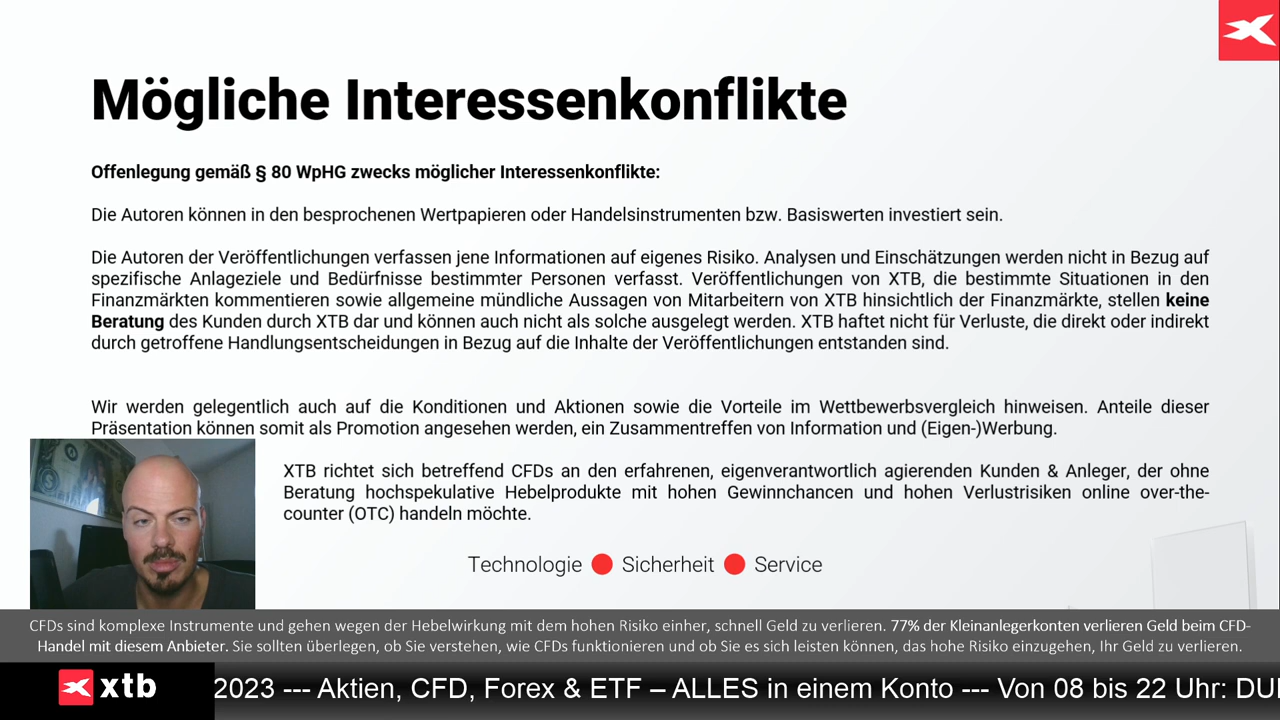 Mögliche Interessenkonflikte
Offenlegung gemäß § 80 WpHG zwecks möglicher Interessenkonflikte:
Die Autoren können in den besprochenen Wertpapieren oder Handelsinstrumenten bzw. Basiswerten investiert sein.
Die Autoren der Veröffentlichungen verfassen jene Informationen auf eigenes Risiko. Analysen und Einschätzungen werden nicht in Bezug auf
spezifische Anlageziele und Bedürfnisse bestimmter Personen verfasst. Veröffentlichungen von XTB, die bestimmte Situationen in den
Finanzmärkten kommentieren sowie allgemeine mündliche Aussagen von Mitarbeitern von XTB hinsichtlich der Finanzmärkte, stellen keine
Beratung des Kunden durch XTB dar und können auch nicht als solche ausgelegt werden. XTB haftet nicht für Verluste, die direkt oder indirekt
durch getroffene Handlungsentscheidungen in Bezug auf die Inhalte der Veröffentlichungen entstanden sind.
Wir werden gelegentlich auch auf die Konditionen und Aktionen sowie die Vorteile im Wettbewerbsvergleich hinweisen. Anteile dieser
Präsentation können somit als Promotion angesehen werden, ein Zusammentreffen von Information und (Eigen-)Werbung.
XTB richtet sich betreffend CFDs an den erfahrenen, eigenverantwortlich agierenden Kunden & Anleger, der ohne
Beratung hochspekulative Hebelprodukte mit hohen Gewinnchancen und hohen Verlustrisiken online over-the-
counter (OTC) handeln möchte.
Technologie Sicherheit Service
CFDs sind komplexe Instrumente und gehen wegen der Hebelwirkung mit dem hohen Risiko einher, schnell Geld zu verlieren. 77% der Kleinanlegerkonten verlieren Geld beim CFD-
Handel mit diesem Anbieter. Sie sollten überlegen, ob Sie verstehen, wie CFDs funktionieren und ob Sie es sich leisten können, das hohe Risiko einzugehen, Ihr Geld zu verlieren.
xtb 2023 --- Aktien, CFD, Forex & ETF – ALLES in einem Konto --- Von 08 bis 22 Uhr: